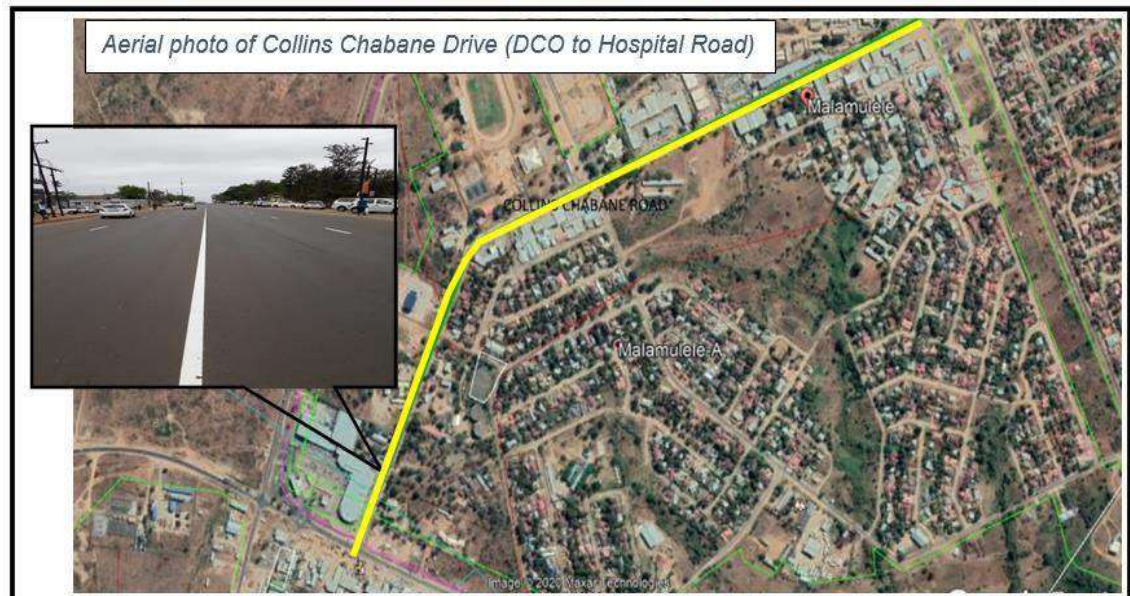 Aerial photo of Collins Chabane Drive (DCO to Hospital Road)
Malamulele
COLLINS CHABANE ROAD
Malamulele-A
Image © 2020 Maxar Technologies